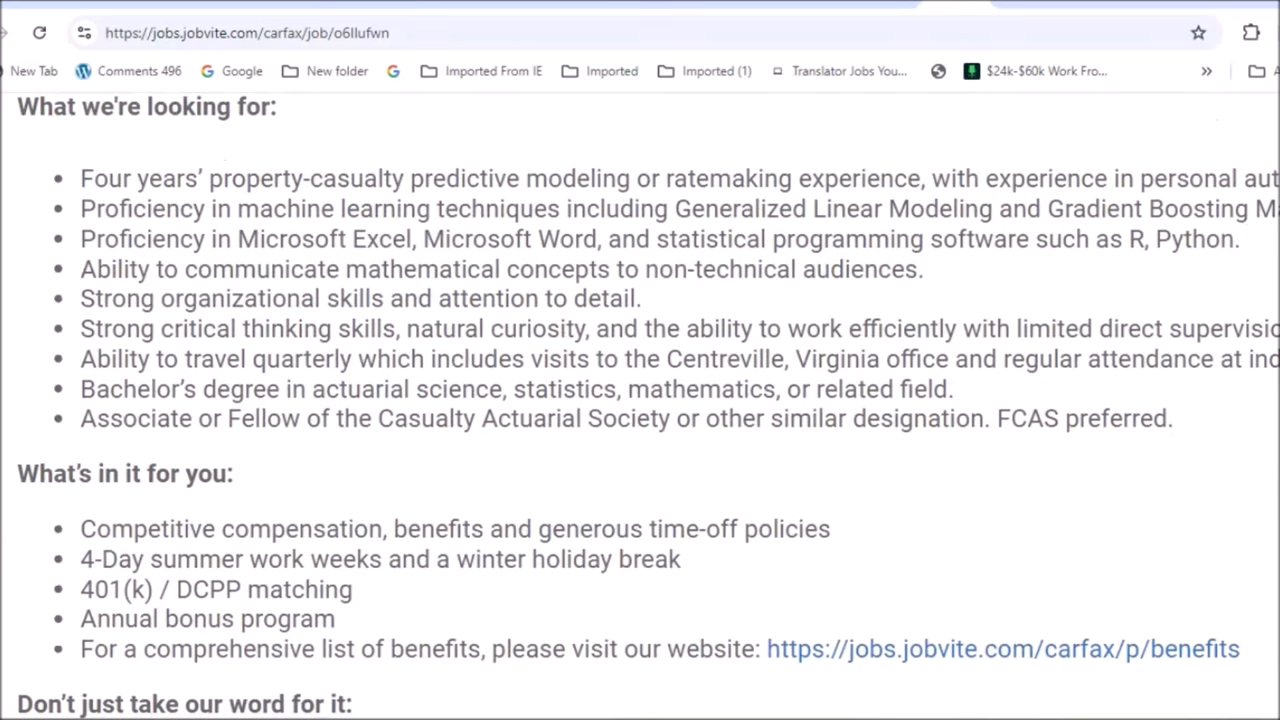 https://jobs.jobvite.com/carfax/job/o6llufwn
New Tab Comments 496 Google New folder Imported From IE Imported Imported (1) Translator Jobs You... $24k-$60k Work Fro... »
What we're looking for:
Four years’ property-casualty predictive modeling or ratemaking experience, with experience in personal aut
Proficiency in machine learning techniques including Generalized Linear Modeling and Gradient Boosting M
Proficiency in Microsoft Excel, Microsoft Word, and statistical programming software such as R, Python.
Ability to communicate mathematical concepts to non-technical audiences.
Strong organizational skills and attention to detail.
Strong critical thinking skills, natural curiosity, and the ability to work efficiently with limited direct supervisio
Ability to travel quarterly which includes visits to the Centreville, Virginia office and regular attendance at ind
Bachelor’s degree in actuarial science, statistics, mathematics, or related field.
Associate or Fellow of the Casualty Actuarial Society or other similar designation. FCAS preferred.
What’s in it for you:
Competitive compensation, benefits and generous time-off policies
4-Day summer work weeks and a winter holiday break
401(k) / DCPP matching
Annual bonus program
For a comprehensive list of benefits, please visit our website: https://jobs.jobvite.com/carfax/p/benefits
Don’t just take our word for it: